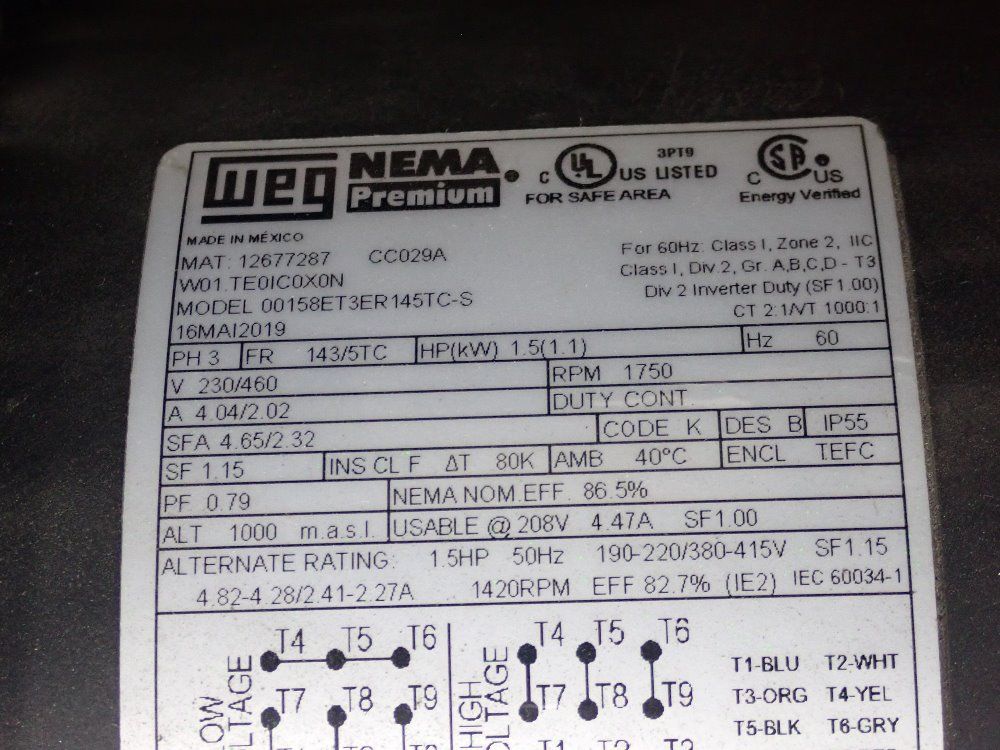 WEG NEMA Premium C UL US LISTED 3PT9 C SA US
FOR SAFE AREA Energy Verified
MADE IN MÉXICO
MAT: 12677287 CC029A For 60Hz: Class I, Zone 2, IIC
W01.TE0IC0X0N Class I, Div.2, Gr. A,B,C,D - T3
MODEL 00158ET3ER145TC-S Div 2 Inverter Duty (SF1.00)
16MAI2019 CT 2:1/VT 1000:1
PH 3 FR 143/5TC HP(kW) 1.5(1.1) Hz 60
V 230/460 RPM 1750
A 4.04/2.02 DUTY CONT.
SFA 4.65/2.32 CODE K DES B IP55
SF 1.15 INS CL F ΔT 80K AMB 40°C ENCL TEFC
PF 0.79 NEMA NOM.EFF. 86.5%
ALT 1000 m.a.s.l. USABLE @ 208V 4.47A SF1.00
ALTERNATE RATING: 1.5HP 50Hz 190-220/380-415V SF1.15
4.82-4.28/2.41-2.27A 1420RPM EFF 82.7% (IE2) IEC 60034-1
LOW VOLTAGE
T4 T5 T6
T7 T8 T9
HIGH VOLTAGE
T4 T5 T6
T7 T8 T9
T1 T2
T1-BLU T2-WHT
T3-ORG T4-YEL
T5-BLK T6-GRY